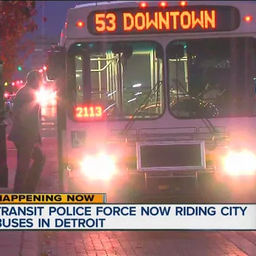 53 DOWNTOWN
2113
HAPPENING NOW
TRANSIT POLICE FORCE NOW RIDING CITY
BUSES IN DETROIT